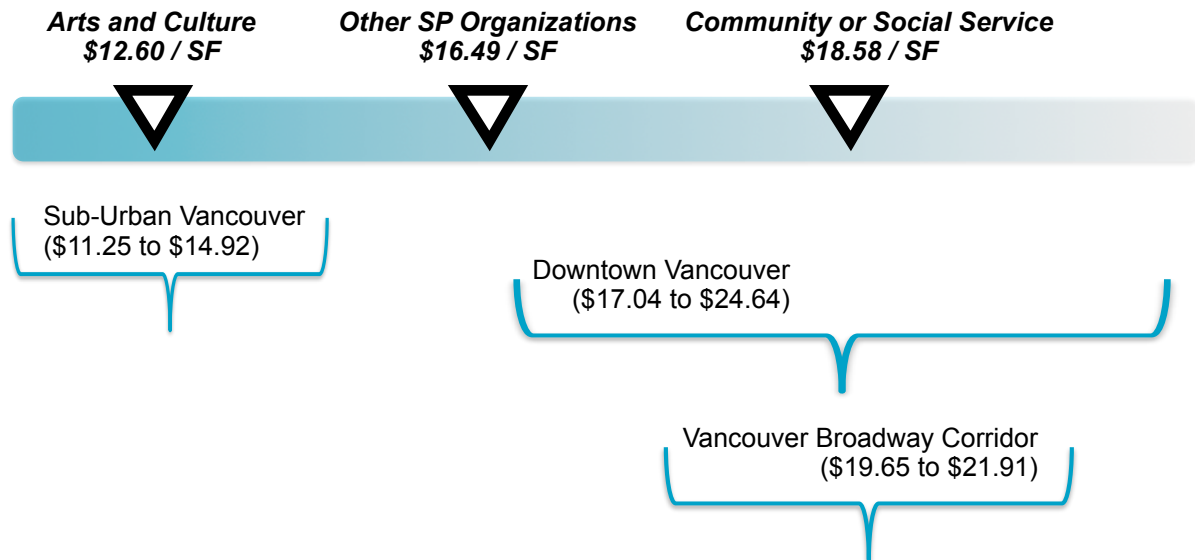 Arts and Culture
$12.60 / SF
Other SP Organizations
$16.49 / SF
Community or Social Service
$18.58 / SF
Sub-Urban Vancouver
($11.25 to $14.92)
Downtown Vancouver
($17.04 to $24.64)
Vancouver Broadway Corridor
($19.65 to $21.91)